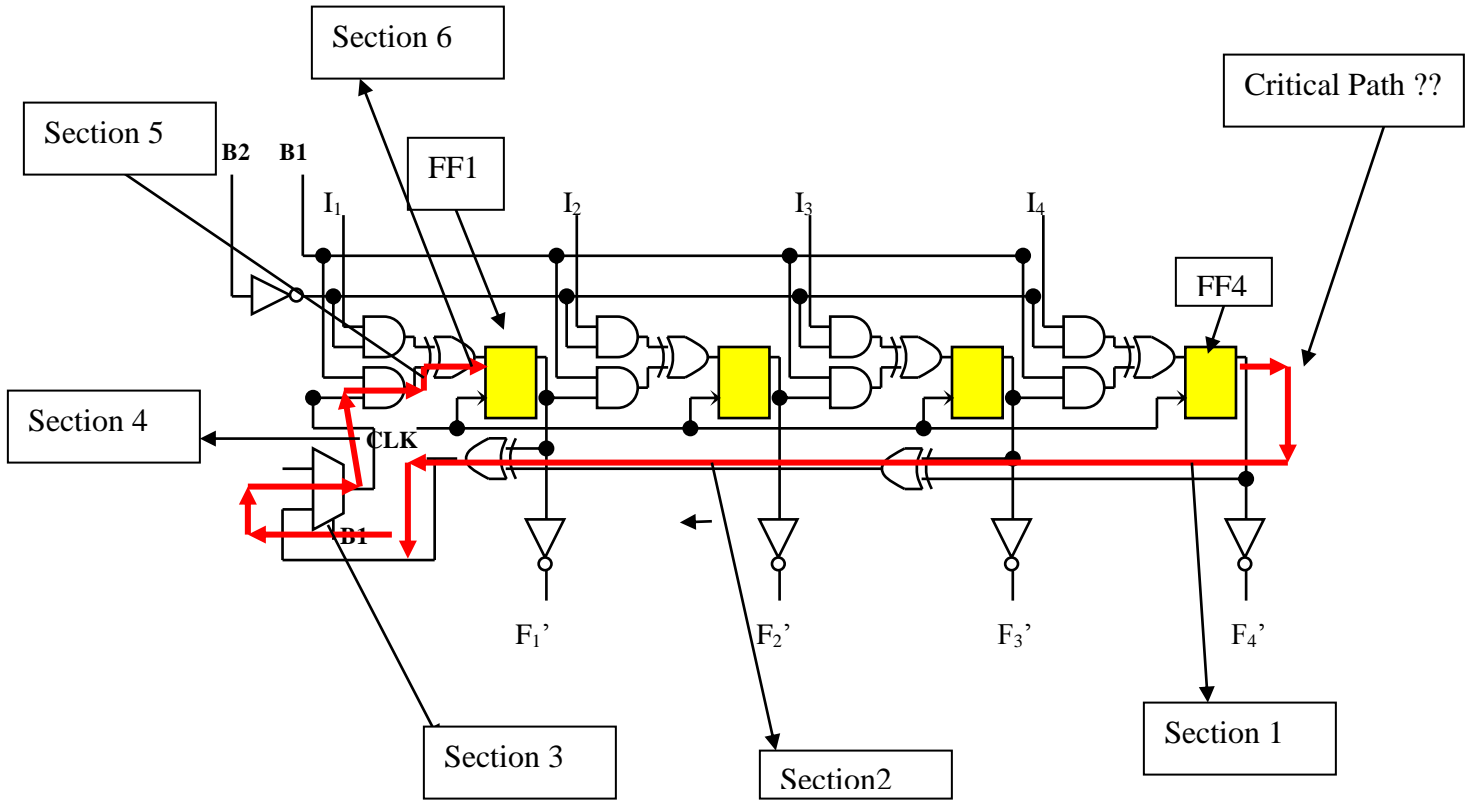 Section 6
Critical Path ??
Section 5
B2 B1
FF1
I1 I2 I3 I4
FF4
Section 4
CLK
B1
F1’ F2’ F3’ F4’
Section 3
Section2
Section 1